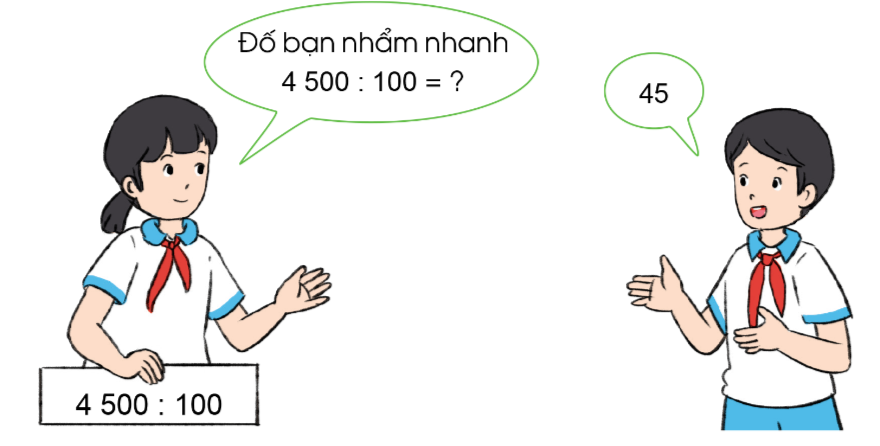 Đố bạn nhẩm nhanh
4 500 : 100 = ?
45
4 500 : 100